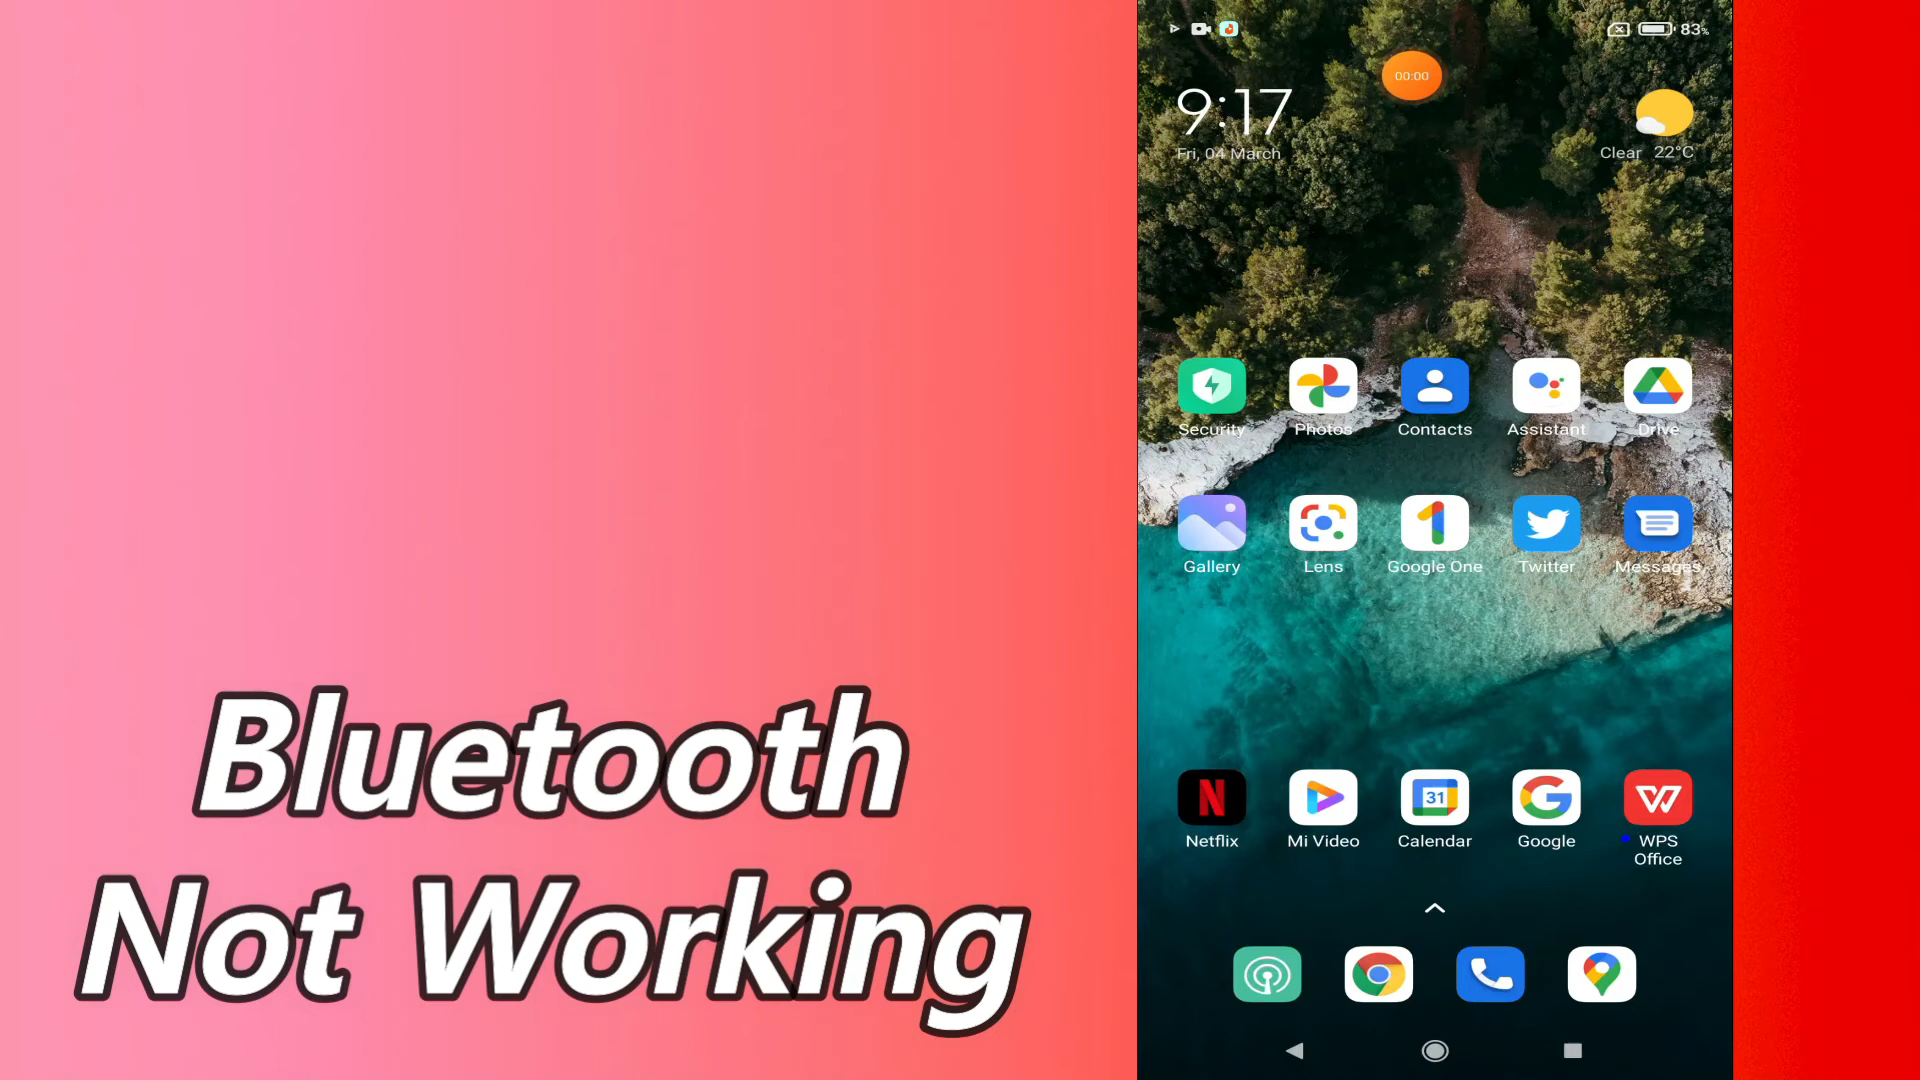 83%
00:00
9:17
Fri, 04 March
Clear 22°C
Security Photos Contacts Assistant Drive
Gallery Lens Google One Twitter Messages
31
Netflix Mi Video Calendar Google WPS Office
Bluetooth
Not Working